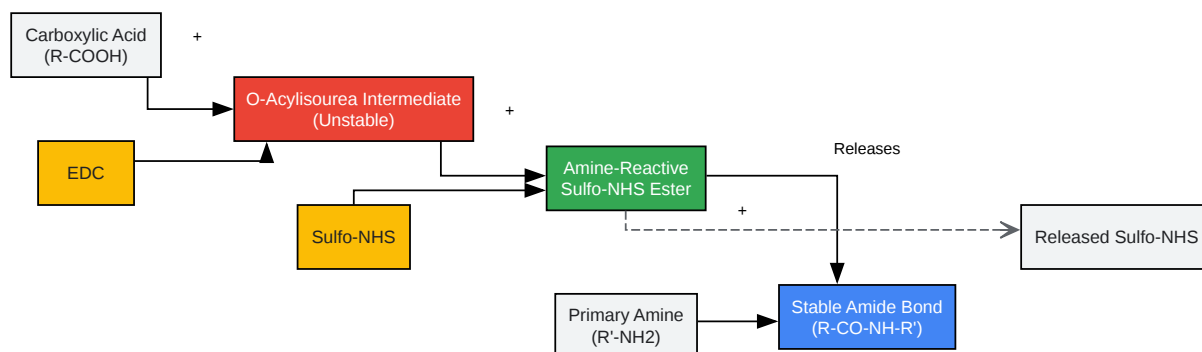 Carboxylic Acid
(R-COOH)
+
O-Acylisourea Intermediate
(Unstable)
+
EDC
Releases
Amine-Reactive
Sulfo-NHS Ester
+
Sulfo-NHS
Released Sulfo-NHS
Primary Amine
(R'-NH2)
Stable Amide Bond
(R-CO-NH-R')